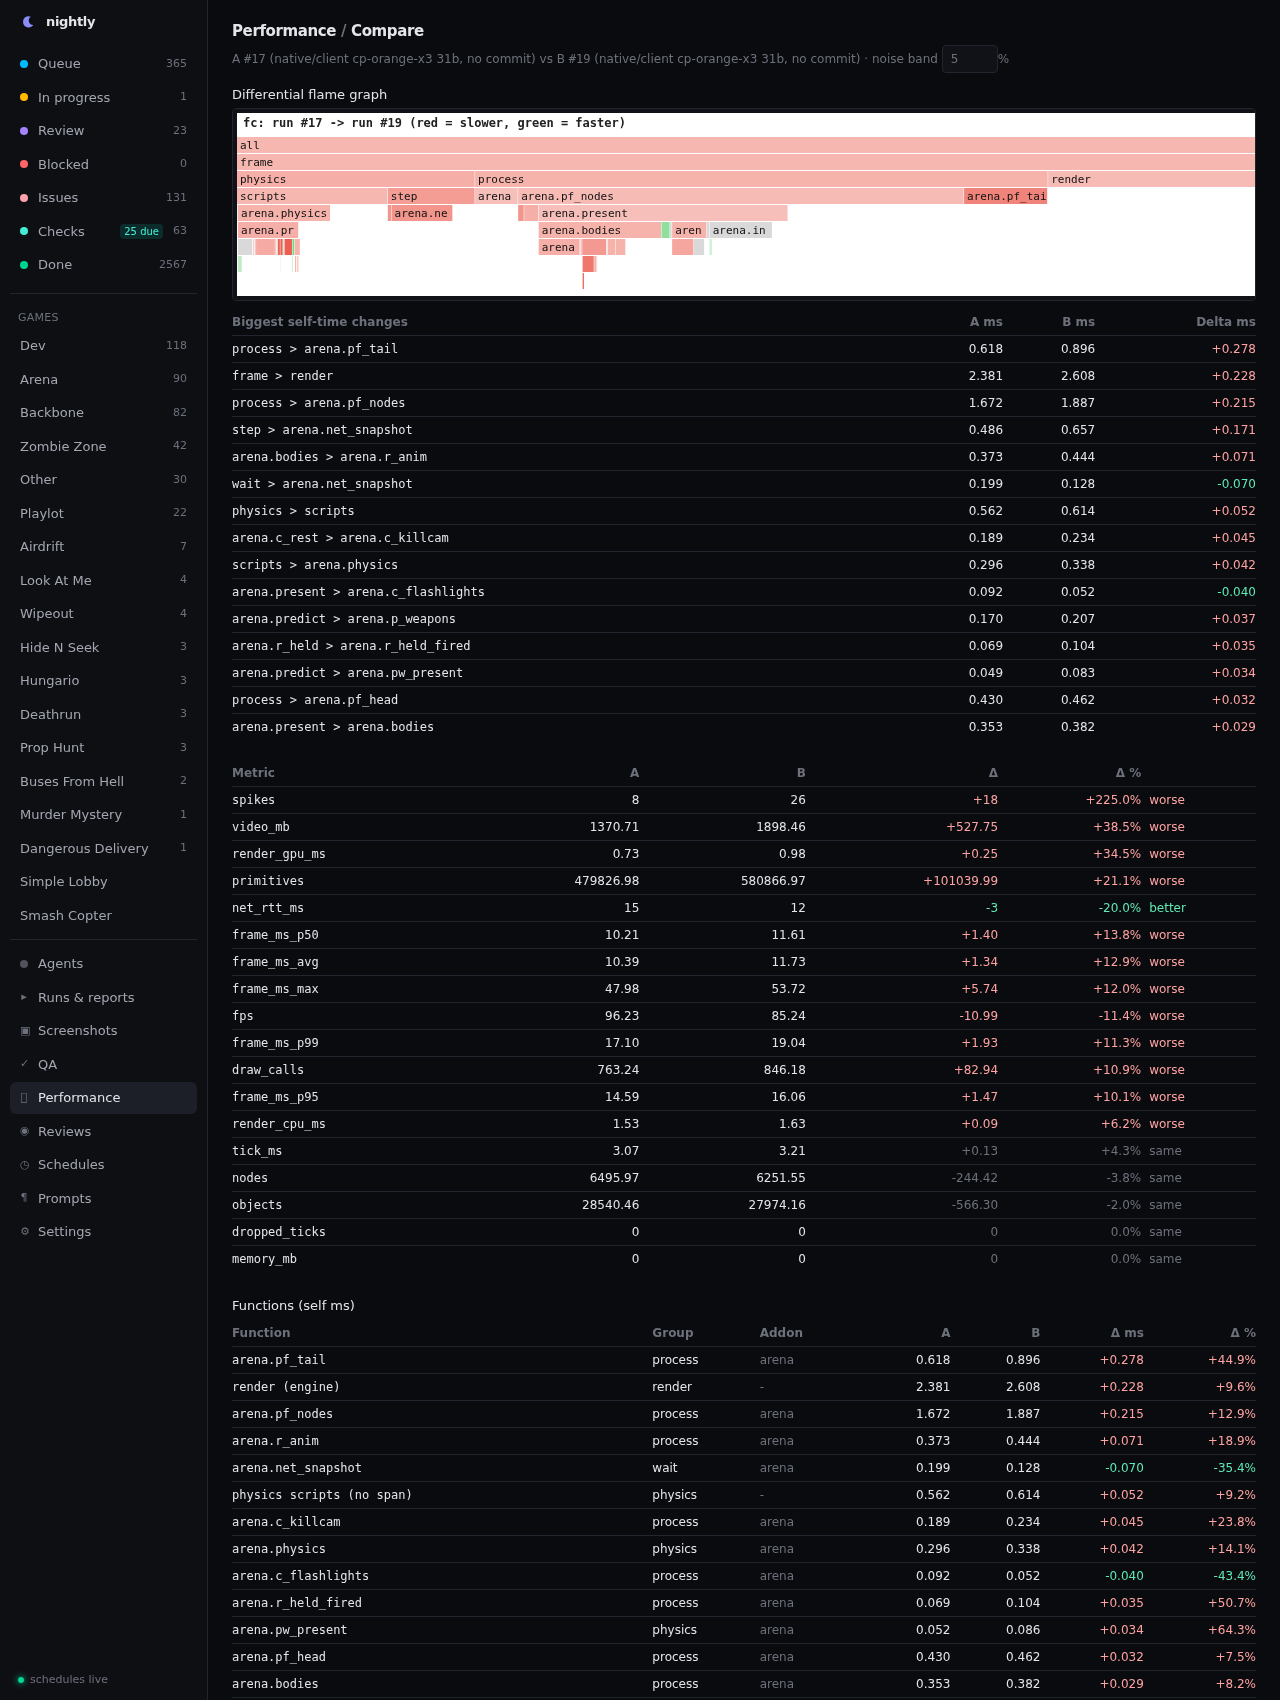 nightly
Queue 365
In progress 1
Review 23
Blocked 0
Issues 131
Checks 25 due 63
Done 2567
GAMES
Dev 118
Arena 90
Backbone 82
Zombie Zone 42
Other 30
Playlot 22
Airdrift 7
Look At Me 4
Wipeout 4
Hide N Seek 3
Hungario 3
Deathrun 3
Prop Hunt 3
Buses From Hell 2
Murder Mystery 1
Dangerous Delivery 1
Simple Lobby
Smash Copter
Agents
Runs & reports
Screenshots
QA
Performance
Reviews
Schedules
Prompts
Settings
schedules live
Performance / Compare
A #17 (native/client cp-orange-x3 31b, no commit) vs B #19 (native/client cp-orange-x3 31b, no commit) · noise band 5 %
Differential flame graph
fc: run #17 -> run #19 (red = slower, green = faster)
all
frame
physics process render
scripts step arena arena.pf_nodes arena.pf_tai
arena.physics arena.ne arena.present
arena.pr arena.bodies aren arena.in
arena
Biggest self-time changes A ms B ms Delta ms
process > arena.pf_tail 0.618 0.896 +0.278
frame > render 2.381 2.608 +0.228
process > arena.pf_nodes 1.672 1.887 +0.215
step > arena.net_snapshot 0.486 0.657 +0.171
arena.bodies > arena.r_anim 0.373 0.444 +0.071
wait > arena.net_snapshot 0.199 0.128 -0.070
physics > scripts 0.562 0.614 +0.052
arena.c_rest > arena.c_killcam 0.189 0.234 +0.045
scripts > arena.physics 0.296 0.338 +0.042
arena.present > arena.c_flashlights 0.092 0.052 -0.040
arena.predict > arena.p_weapons 0.170 0.207 +0.037
arena.r_held > arena.r_held_fired 0.069 0.104 +0.035
arena.predict > arena.pw_present 0.049 0.083 +0.034
process > arena.pf_head 0.430 0.462 +0.032
arena.present > arena.bodies 0.353 0.382 +0.029
Metric A B Δ Δ %
spikes 8 26 +18 +225.0% worse
video_mb 1370.71 1898.46 +527.75 +38.5% worse
render_gpu_ms 0.73 0.98 +0.25 +34.5% worse
primitives 479826.98 580866.97 +101039.99 +21.1% worse
net_rtt_ms 15 12 -3 -20.0% better
frame_ms_p50 10.21 11.61 +1.40 +13.8% worse
frame_ms_avg 10.39 11.73 +1.34 +12.9% worse
frame_ms_max 47.98 53.72 +5.74 +12.0% worse
fps 96.23 85.24 -10.99 -11.4% worse
frame_ms_p99 17.10 19.04 +1.93 +11.3% worse
draw_calls 763.24 846.18 +82.94 +10.9% worse
frame_ms_p95 14.59 16.06 +1.47 +10.1% worse
render_cpu_ms 1.53 1.63 +0.09 +6.2% worse
tick_ms 3.07 3.21 +0.13 +4.3% same
nodes 6495.97 6251.55 -244.42 -3.8% same
objects 28540.46 27974.16 -566.30 -2.0% same
dropped_ticks 0 0 0 0.0% same
memory_mb 0 0 0 0.0% same
Functions (self ms)
Function Group Addon A B Δ ms Δ %
arena.pf_tail process arena 0.618 0.896 +0.278 +44.9%
render (engine) render - 2.381 2.608 +0.228 +9.6%
arena.pf_nodes process arena 1.672 1.887 +0.215 +12.9%
arena.r_anim process arena 0.373 0.444 +0.071 +18.9%
arena.net_snapshot wait arena 0.199 0.128 -0.070 -35.4%
physics scripts (no span) physics - 0.562 0.614 +0.052 +9.2%
arena.c_killcam process arena 0.189 0.234 +0.045 +23.8%
arena.physics physics arena 0.296 0.338 +0.042 +14.1%
arena.c_flashlights process arena 0.092 0.052 -0.040 -43.4%
arena.r_held_fired process arena 0.069 0.104 +0.035 +50.7%
arena.pw_present physics arena 0.052 0.086 +0.034 +64.3%
arena.pf_head process arena 0.430 0.462 +0.032 +7.5%
arena.bodies process arena 0.353 0.382 +0.029 +8.2%